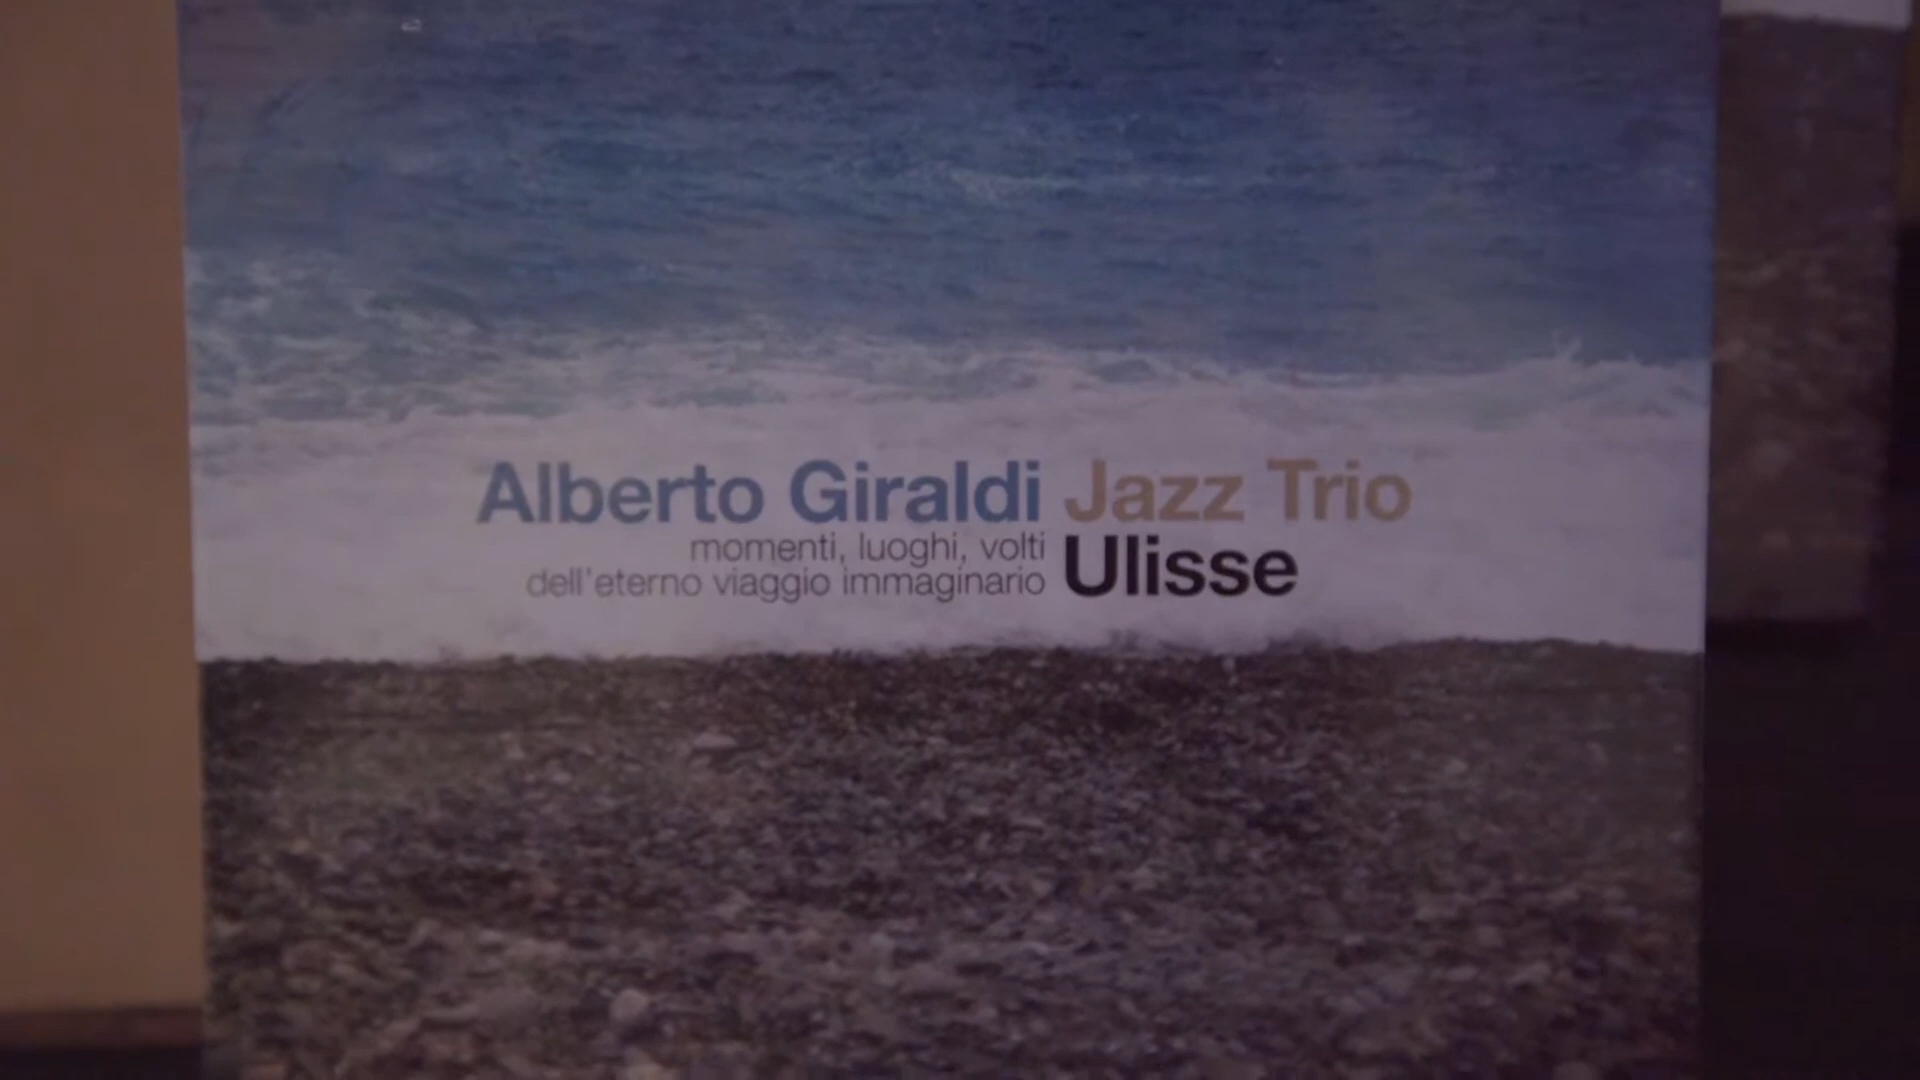 Alberto Giraldi Jazz Trio
momenti, luoghi, volti
dell'eterno viaggio immaginario
Ulisse